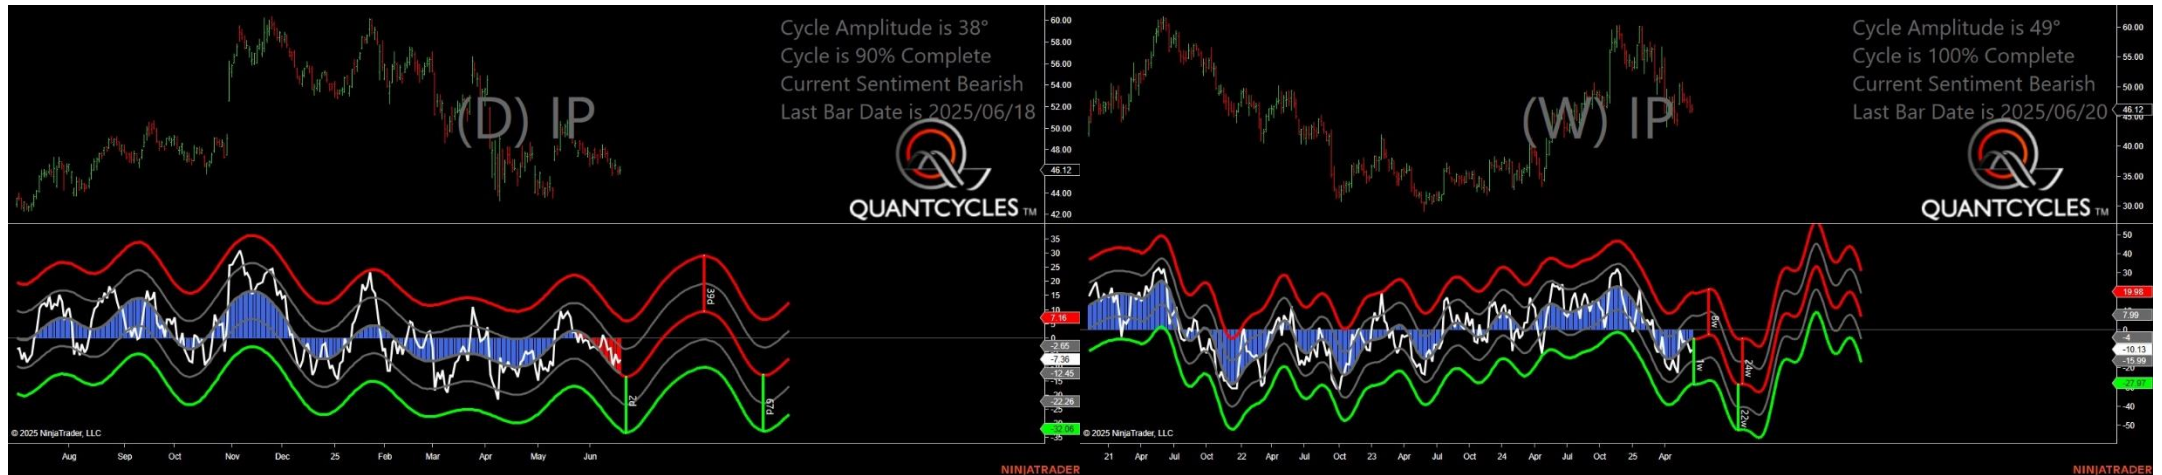 Cycle Amplitude is 38°
Cycle is 90% Complete
Current Sentiment Bearish
Last Bar Date is 2025/06/18
(D) IP
QUANTCYCLES TM
60.00
58.00
56.00
54.00
52.00
50.00
48.00
46.12
44.00
42.00
35
30
25
20
15
10
7.16
5
0
-2.65
-7.36
-12.45
-15
-22.26
-25
-32.06
-35
39d
2d
67d
© 2025 NinjaTrader, LLC
Aug Sep Oct Nov Dec 25 Feb Mar Apr May Jun
NINJATRADER
Cycle Amplitude is 49°
Cycle is 100% Complete
Current Sentiment Bearish
Last Bar Date is 2025/06/20
(W) IP
QUANTCYCLES TM
60.00
55.00
50.00
46.12
45.00
40.00
35.00
30.00
50
40
30
19.98
7.99
0
-4
-10.13
-15.99
-20
-27.97
-40
-50
6w
1w
24w
22w
© 2025 NinjaTrader, LLC
21 Apr Jul Oct 22 Apr Jul Oct 23 Apr Jul Oct 24 Apr Jul Oct 25 Apr
NINJATRADER